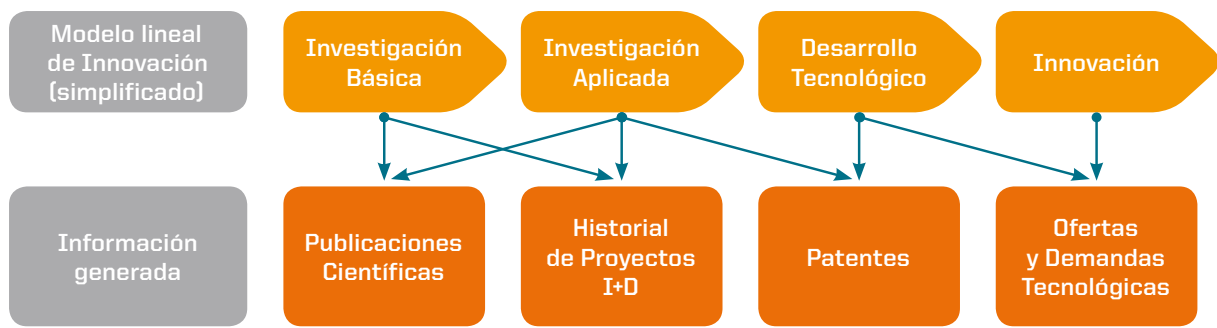 Modelo lineal
de Innovación
(simplificado)
Investigación
Básica
Investigación
Aplicada
Desarrollo
Tecnológico
Innovación
Información
generada
Publicaciones
Científicas
Historial
de Proyectos
I+D
Patentes
Ofertas
y Demandas
Tecnológicas